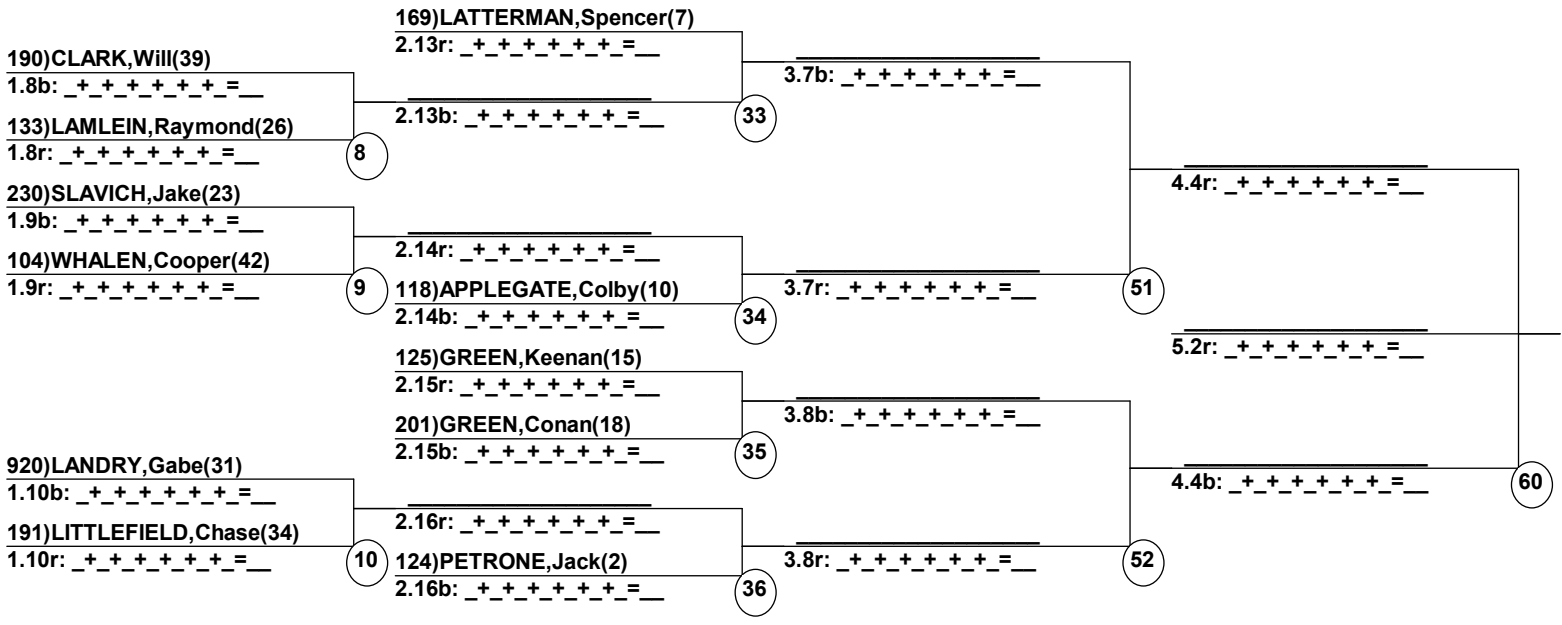 169)LATTERMAN,Spencer(7)
2.13r: _+_+_+_+_+_=__
190)CLARK,Will(39)
1.8b: _+_+_+_+_+_=__
3.7b: _+_+_+_+_+_=__
2.13b: _+_+_+_+_+_=__
33
133)LAMLEIN,Raymond(26)
1.8r: _+_+_+_+_+_=__
8
4.4r: _+_+_+_+_+_=__
230)SLAVICH,Jake(23)
1.9b: _+_+_+_+_+_=__
2.14r: _+_+_+_+_+_=__
104)WHALEN,Cooper(42)
1.9r: _+_+_+_+_+_=__
9
3.7r: _+_+_+_+_+_=__
51
118)APPLEGATE,Colby(10)
2.14b: _+_+_+_+_+_=__
34
5.2r: _+_+_+_+_+_=__
125)GREEN,Keenan(15)
2.15r: _+_+_+_+_+_=__
3.8b: _+_+_+_+_+_=__
201)GREEN,Conan(18)
2.15b: _+_+_+_+_+_=__
35
920)LANDRY,Gabe(31)
1.10b: _+_+_+_+_+_=__
4.4b: _+_+_+_+_+_=__
60
2.16r: _+_+_+_+_+_=__
191)LITTLEFIELD,Chase(34)
1.10r: _+_+_+_+_+_=__
10
3.8r: _+_+_+_+_+_=__
52
124)PETRONE,Jack(2)
2.16b: _+_+_+_+_+_=__
36